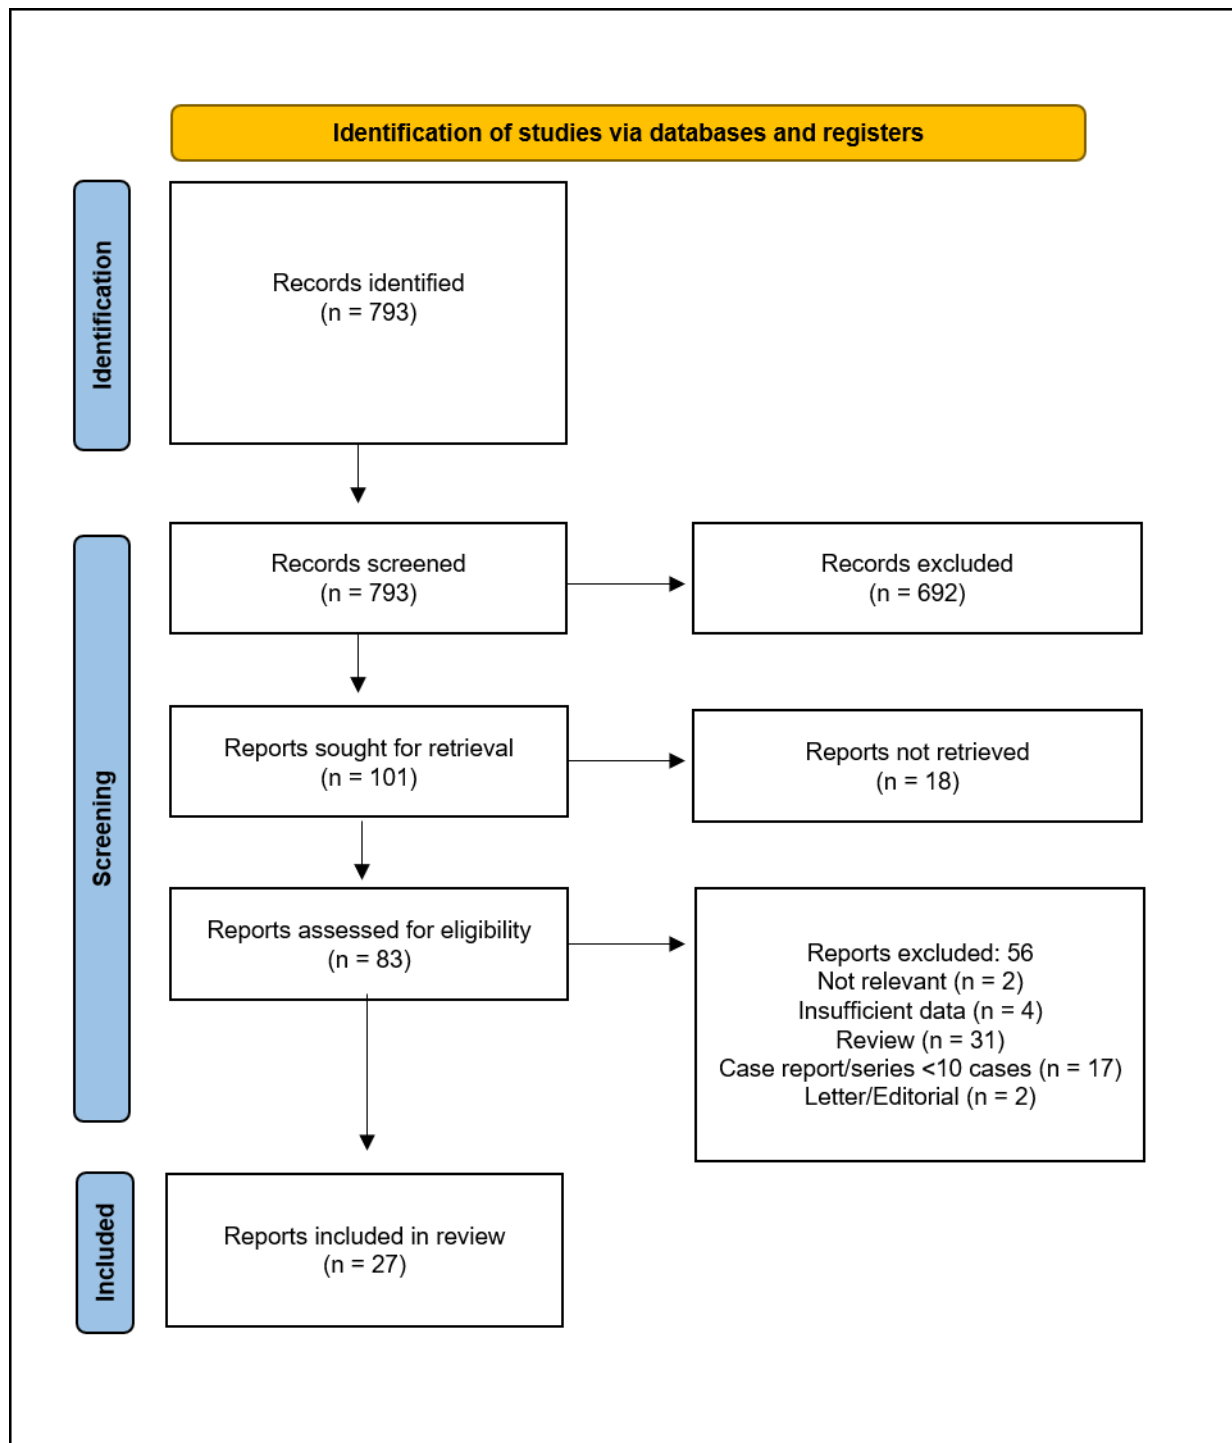 Identification of studies via databases and registers
Identification
Records identified
(n = 793)
Screening
Records screened
(n = 793)
Records excluded
(n = 692)
Reports sought for retrieval
(n = 101)
Reports not retrieved
(n = 18)
Reports assessed for eligibility
(n = 83)
Reports excluded: 56
Not relevant (n = 2)
Insufficient data (n = 4)
Review (n = 31)
Case report/series <10 cases (n = 17)
Letter/Editorial (n = 2)
Included
Reports included in review
(n = 27)